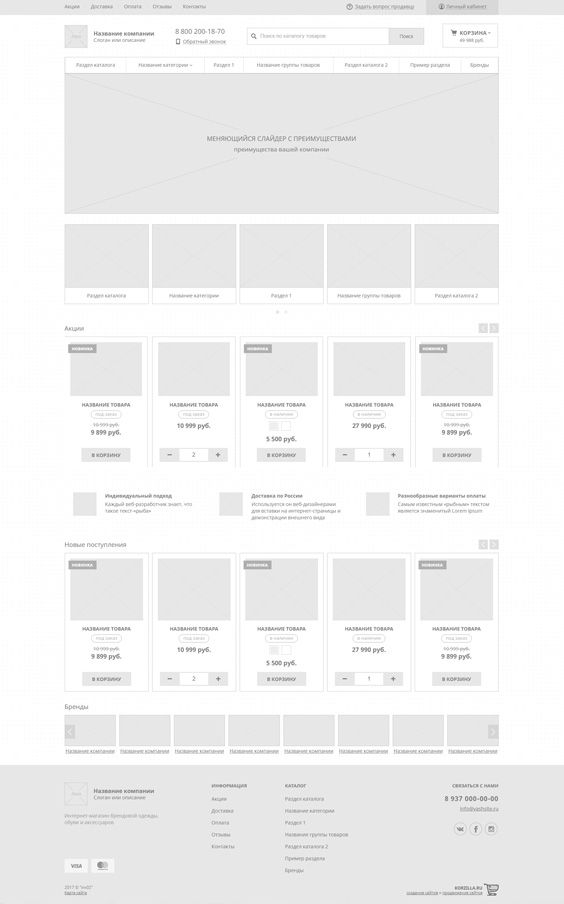 Акции Доставка Оплата Отзывы Контакты Задать вопрос продавцу Личный кабинет
Название компании
Слоган или описание
8 800 200-18-70
Обратный звонок
Поиск по каталогу товаров Поиск
КОРЗИНА
49 988 руб.
Раздел каталога Название категории Раздел 1 Название группы товаров Раздел каталога 2 Пример раздела Бренды
МЕНЯЮЩИЙСЯ СЛАЙДЕР С ПРЕИМУЩЕСТВАМИ
преимущества вашей компании
Раздел каталога Название категории Раздел 1 Название группы товаров Раздел каталога 2
Акции
НОВИНКА НОВИНКА НОВИНКА
НАЗВАНИЕ ТОВАРА НАЗВАНИЕ ТОВАРА НАЗВАНИЕ ТОВАРА НАЗВАНИЕ ТОВАРА НАЗВАНИЕ ТОВАРА
под заказ под заказ в наличии в наличии под заказ
10 999 руб. 10 999 руб. 27 990 руб. 10 999 руб.
9 899 руб. 5 500 руб. 9 899 руб.
В КОРЗИНУ − 2 + В КОРЗИНУ − 1 + В КОРЗИНУ
Индивидуальный подход
Каждый веб-разработчик знает, что
такое текст-«рыба»
Доставка по России
Используется он веб-дизайнерами
для вставки на интернет-страницы и
демонстрации внешнего вида
Разнообразные варианты оплаты
Самым известным «рыбным» текстом
является знаменитый Lorem ipsum
Новые поступления
НОВИНКА НОВИНКА НОВИНКА
НАЗВАНИЕ ТОВАРА НАЗВАНИЕ ТОВАРА НАЗВАНИЕ ТОВАРА НАЗВАНИЕ ТОВАРА НАЗВАНИЕ ТОВАРА
под заказ под заказ в наличии в наличии под заказ
10 999 руб. 10 999 руб. 27 990 руб. 10 999 руб.
9 899 руб. 5 500 руб. 9 899 руб.
В КОРЗИНУ − 2 + В КОРЗИНУ − 1 + В КОРЗИНУ
Бренды
Название компании Название компании Название компании Название компании Название компании Название компании Название компании Название компании
Название компании
Слоган или описание
Интернет-магазин брендовой одежды,
обуви и аксессуаров.
VISA MasterCard
2017 ©
Карта сайта
ИНФОРМАЦИЯ
Акции
Доставка
Оплата
Отзывы
Контакты
КАТАЛОГ
Раздел каталога
Название категории
Раздел 1
Название группы товаров
Раздел каталога 2
Пример раздела
Бренды
СВЯЗАТЬСЯ С НАМИ
8 937 000-00-00
info@vashsite.ru
KORZILLA.RU
создание сайтов и продвижение сайтов